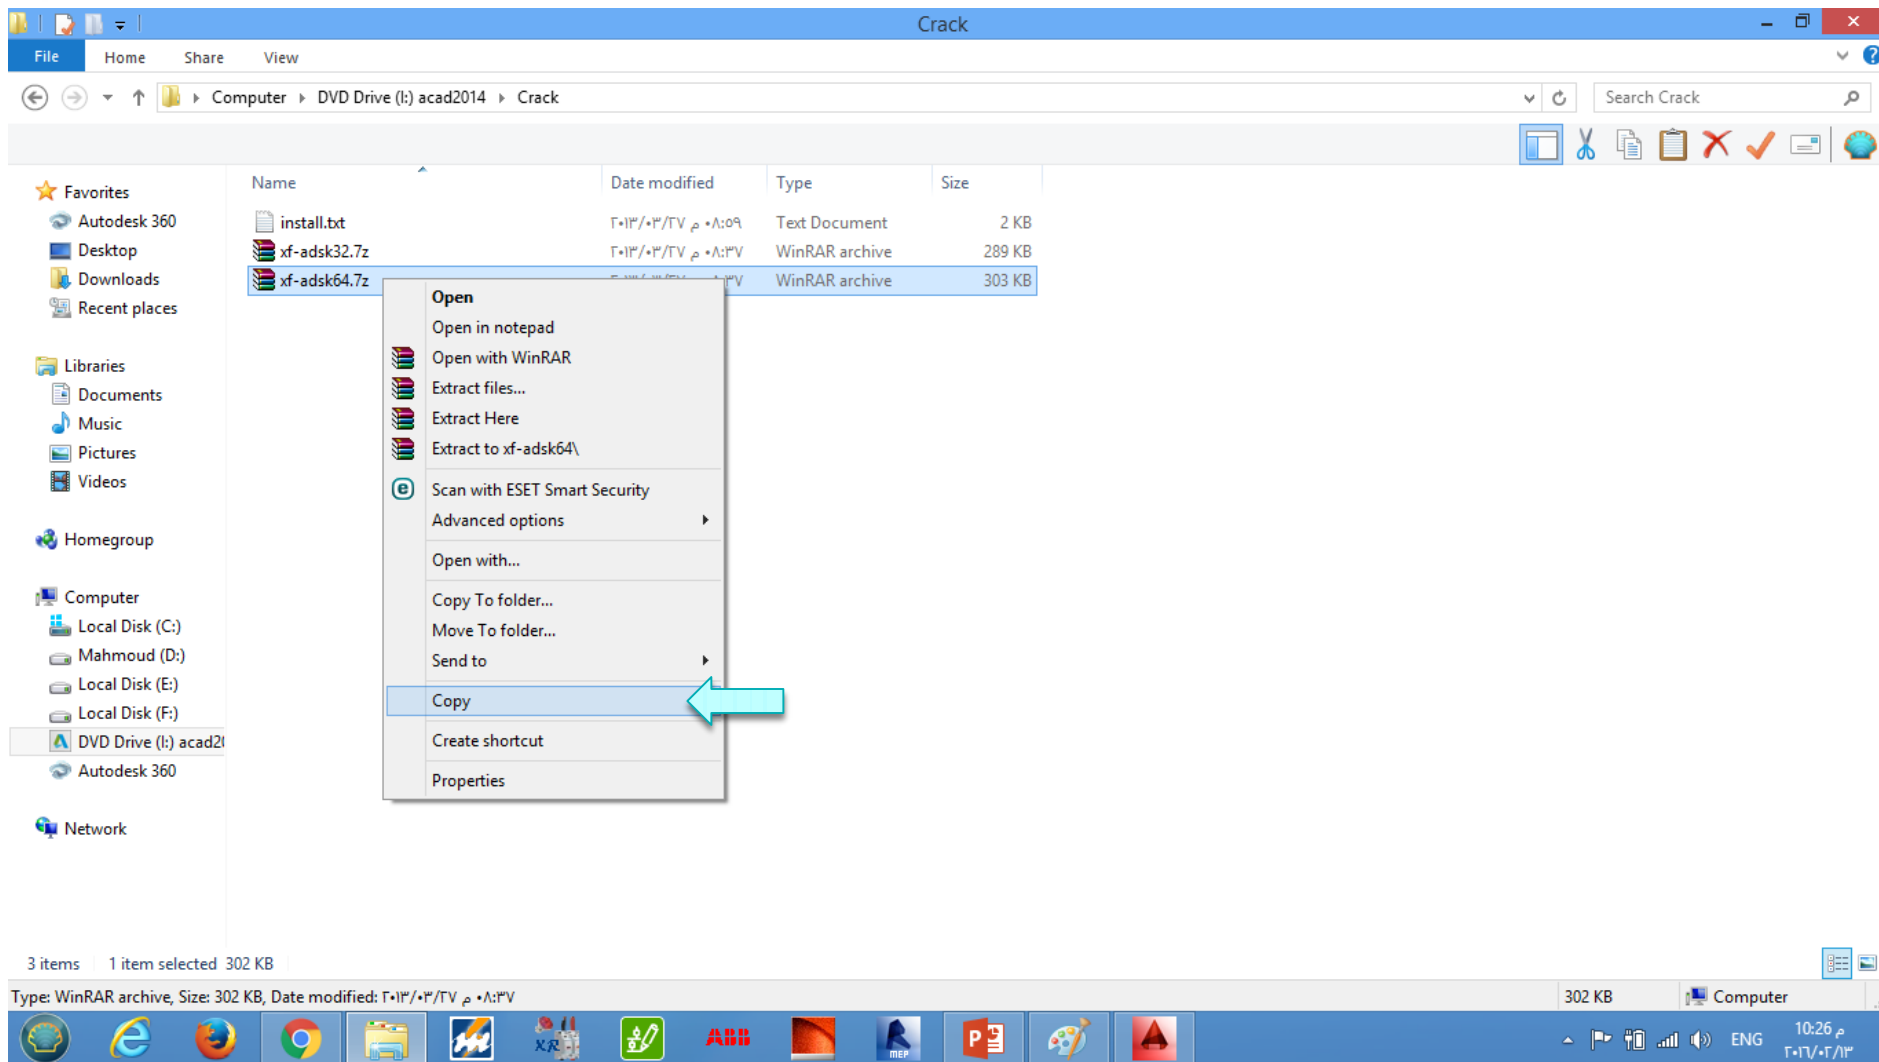 Crack
File Home Share View
Computer DVD Drive (I:) acad2014 Crack
Search Crack
Name Date modified Type Size
install.txt ٢٠١٣/٠٣/٢٧ م ٠٨:٥٩ Text Document 2 KB
xf-adsk32.7z ٢٠١٣/٠٣/٢٧ م ٠٨:٣٧ WinRAR archive 289 KB
xf-adsk64.7z WinRAR archive 303 KB
Favorites
Autodesk 360
Desktop
Downloads
Recent places
Libraries
Documents
Music
Pictures
Videos
Homegroup
Computer
Local Disk (C:)
Mahmoud (D:)
Local Disk (E:)
Local Disk (F:)
DVD Drive (I:) acad20
Autodesk 360
Network
Open
Open in notepad
Open with WinRAR
Extract files...
Extract Here
Extract to xf-adsk64\
Scan with ESET Smart Security
Advanced options
Open with...
Copy To folder...
Move To folder...
Send to
Copy
Create shortcut
Properties
3 items 1 item selected 302 KB
Type: WinRAR archive, Size: 302 KB, Date modified: ٢٠١٣/٠٣/٢٧ م ٠٨:٣٧
302 KB Computer
XR
ABB
MEP
P
ENG
10:26 م
٢٠١٦/٠٢/١٣